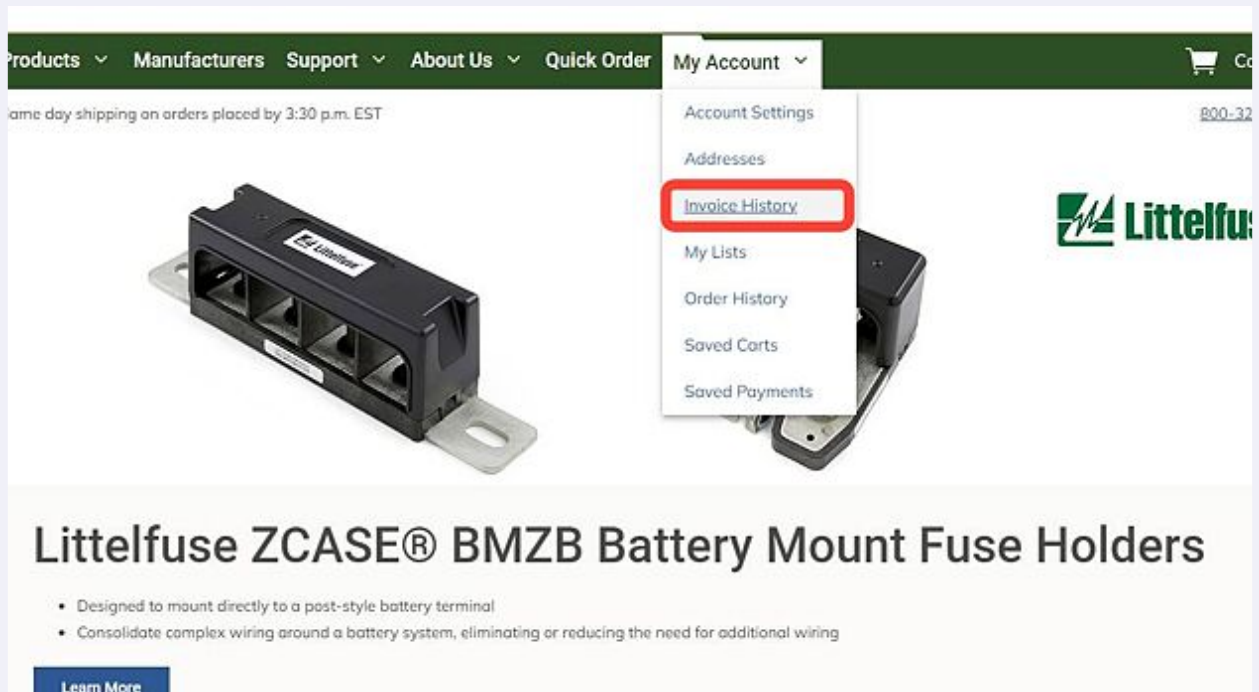 Products Manufacturers Support About Us Quick Order My Account
ame day shipping on orders placed by 3:30 p.m. EST
800-32
Account Settings
Addresses
Invoice History
My Lists
Order History
Saved Carts
Saved Payments
Littelfuse
Littelfus
Littelfuse ZCASE® BMZB Battery Mount Fuse Holders
• Designed to mount directly to a post-style battery terminal
• Consolidate complex wiring around a battery system, eliminating or reducing the need for additional wiring
Learn More